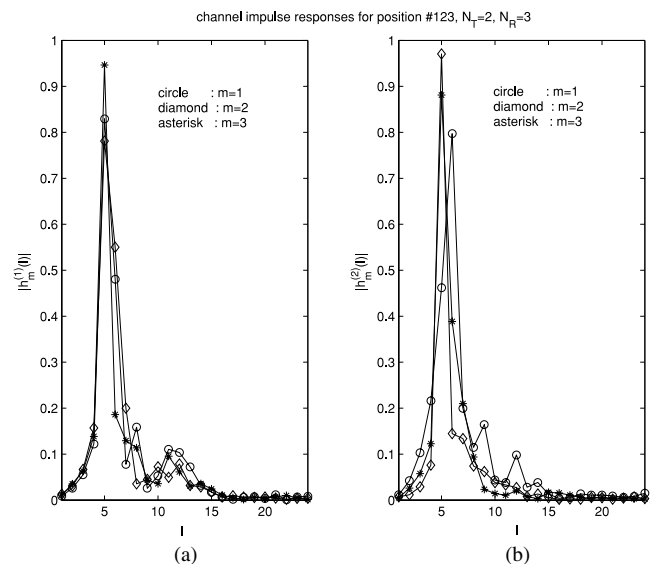 channel impulse responses for position #123, N_T=2, N_R=3
1
0.9
0.8
0.7
0.6
0.5
0.4
0.3
0.2
0.1
0
|h_m^(1)(l)|
circle : m=1
diamond : m=2
asterisk : m=3
5 10 15 20
l
(a)
1
0.9
0.8
0.7
0.6
0.5
0.4
0.3
0.2
0.1
0
|h_m^(2)(l)|
circle : m=1
diamond : m=2
asterisk : m=3
5 10 15 20
l
(b)